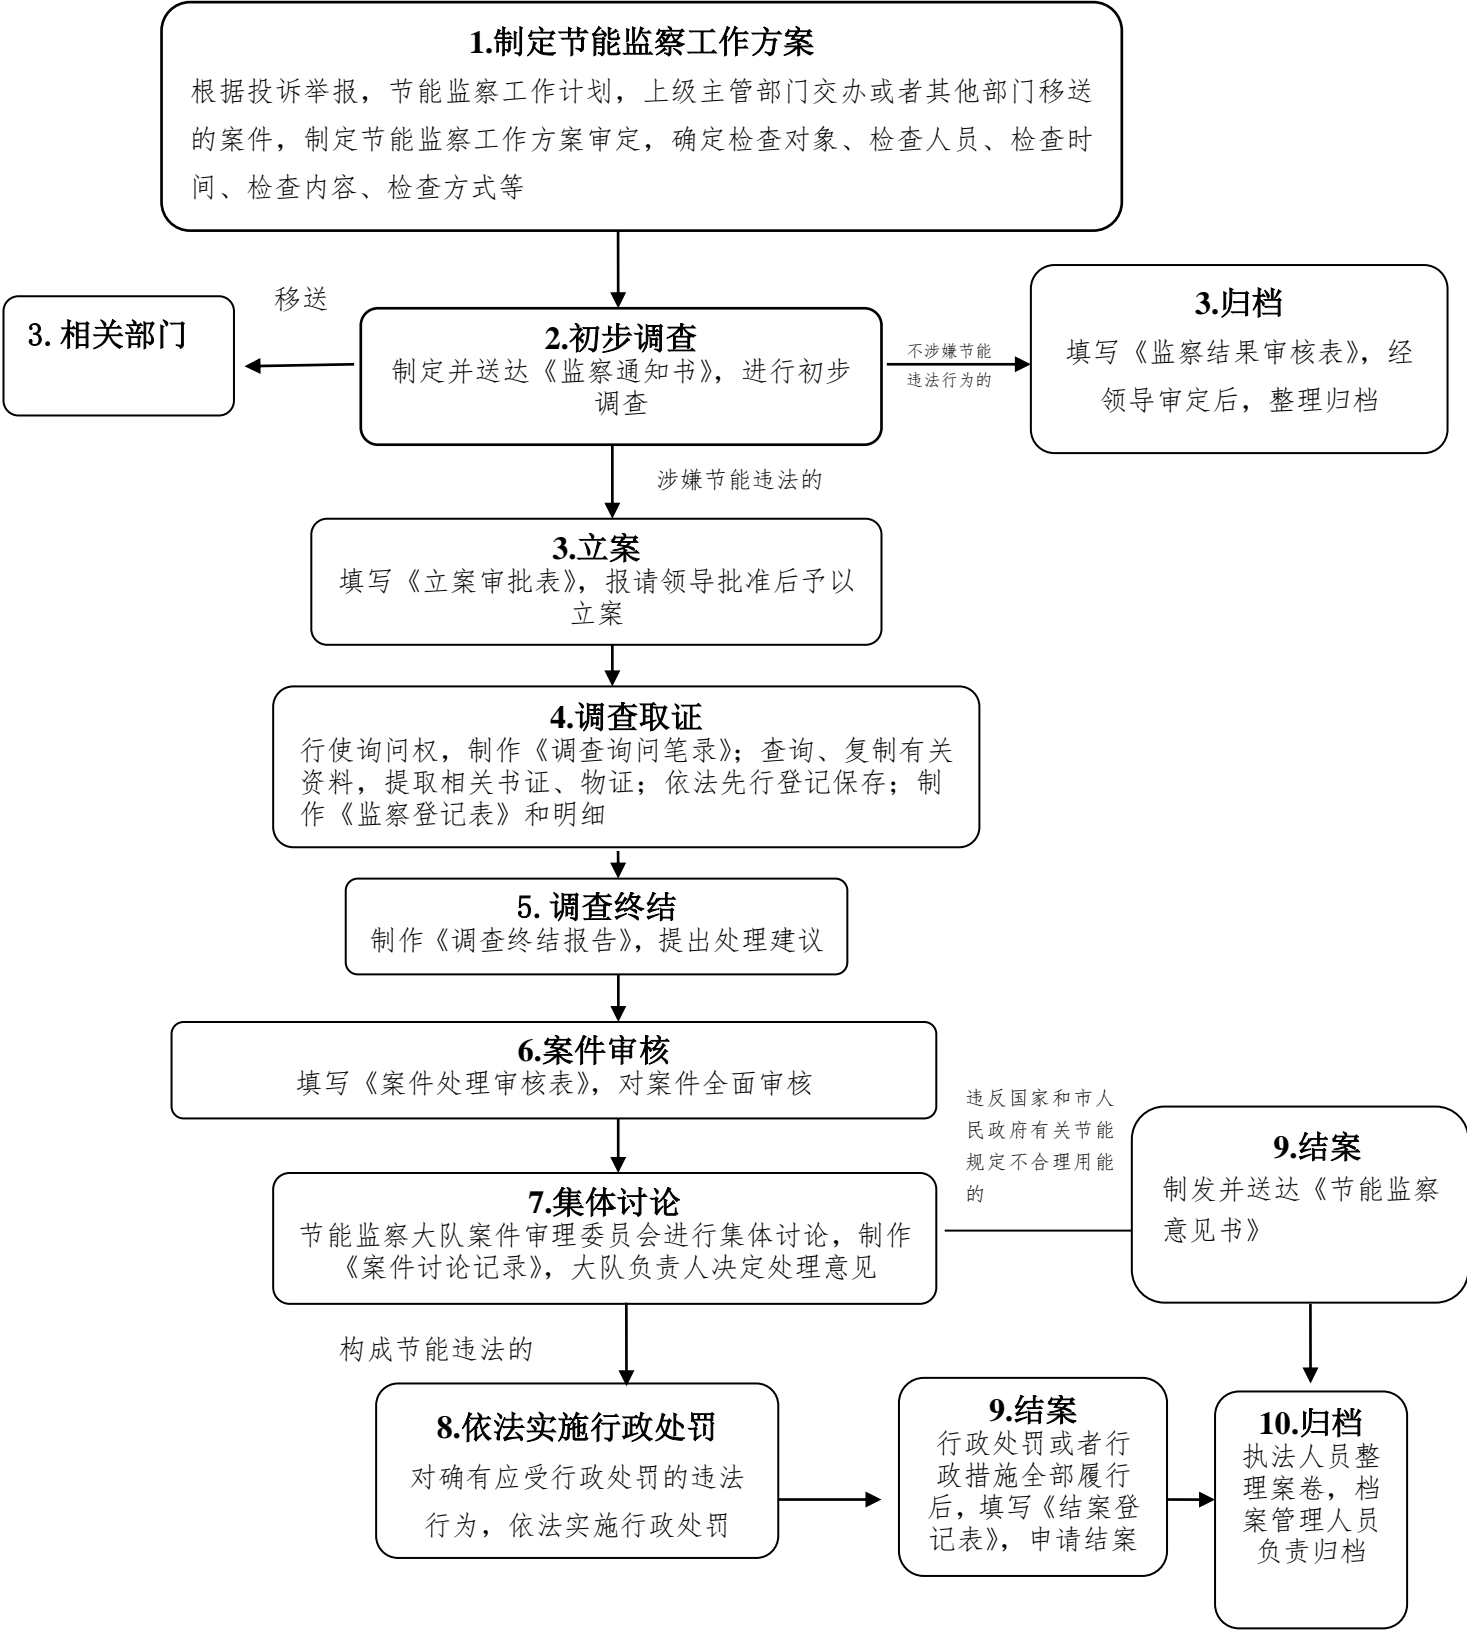 1.制定节能监察工作方案
根据投诉举报，节能监察工作计划，上级主管部门交办或者其他部门移送
的案件，制定节能监察工作方案审定，确定检查对象、检查人员、检查时
间、检查内容、检查方式等
移送
3.相关部门
2.初步调查
制定并送达《监察通知书》，进行初步
调查
不涉嫌节能
违法行为的
3.归档
填写《监察结果审核表》，经
领导审定后，整理归档
涉嫌节能违法的
3.立案
填写《立案审批表》，报请领导批准后予以
立案
4.调查取证
行使询问权，制作《调查询问笔录》；查询、复制有关
资料，提取相关书证、物证；依法先行登记保存；制
作《监察登记表》和明细
5.调查终结
制作《调查终结报告》，提出处理建议
6.案件审核
填写《案件处理审核表》，对案件全面审核
7.集体讨论
节能监察大队案件审理委员会进行集体讨论，制作
《案件讨论记录》，大队负责人决定处理意见
违反国家和市人
民政府有关节能
规定不合理用能
的
9.结案
制发并送达《节能监察
意见书》
构成节能违法的
8.依法实施行政处罚
对确有应受行政处罚的违法
行为，依法实施行政处罚
9.结案
行政处罚或者行
政措施全部履行
后，填写《结案登
记表》，申请结案
10.归档
执法人员整
理案卷，档
案管理人员
负责归档